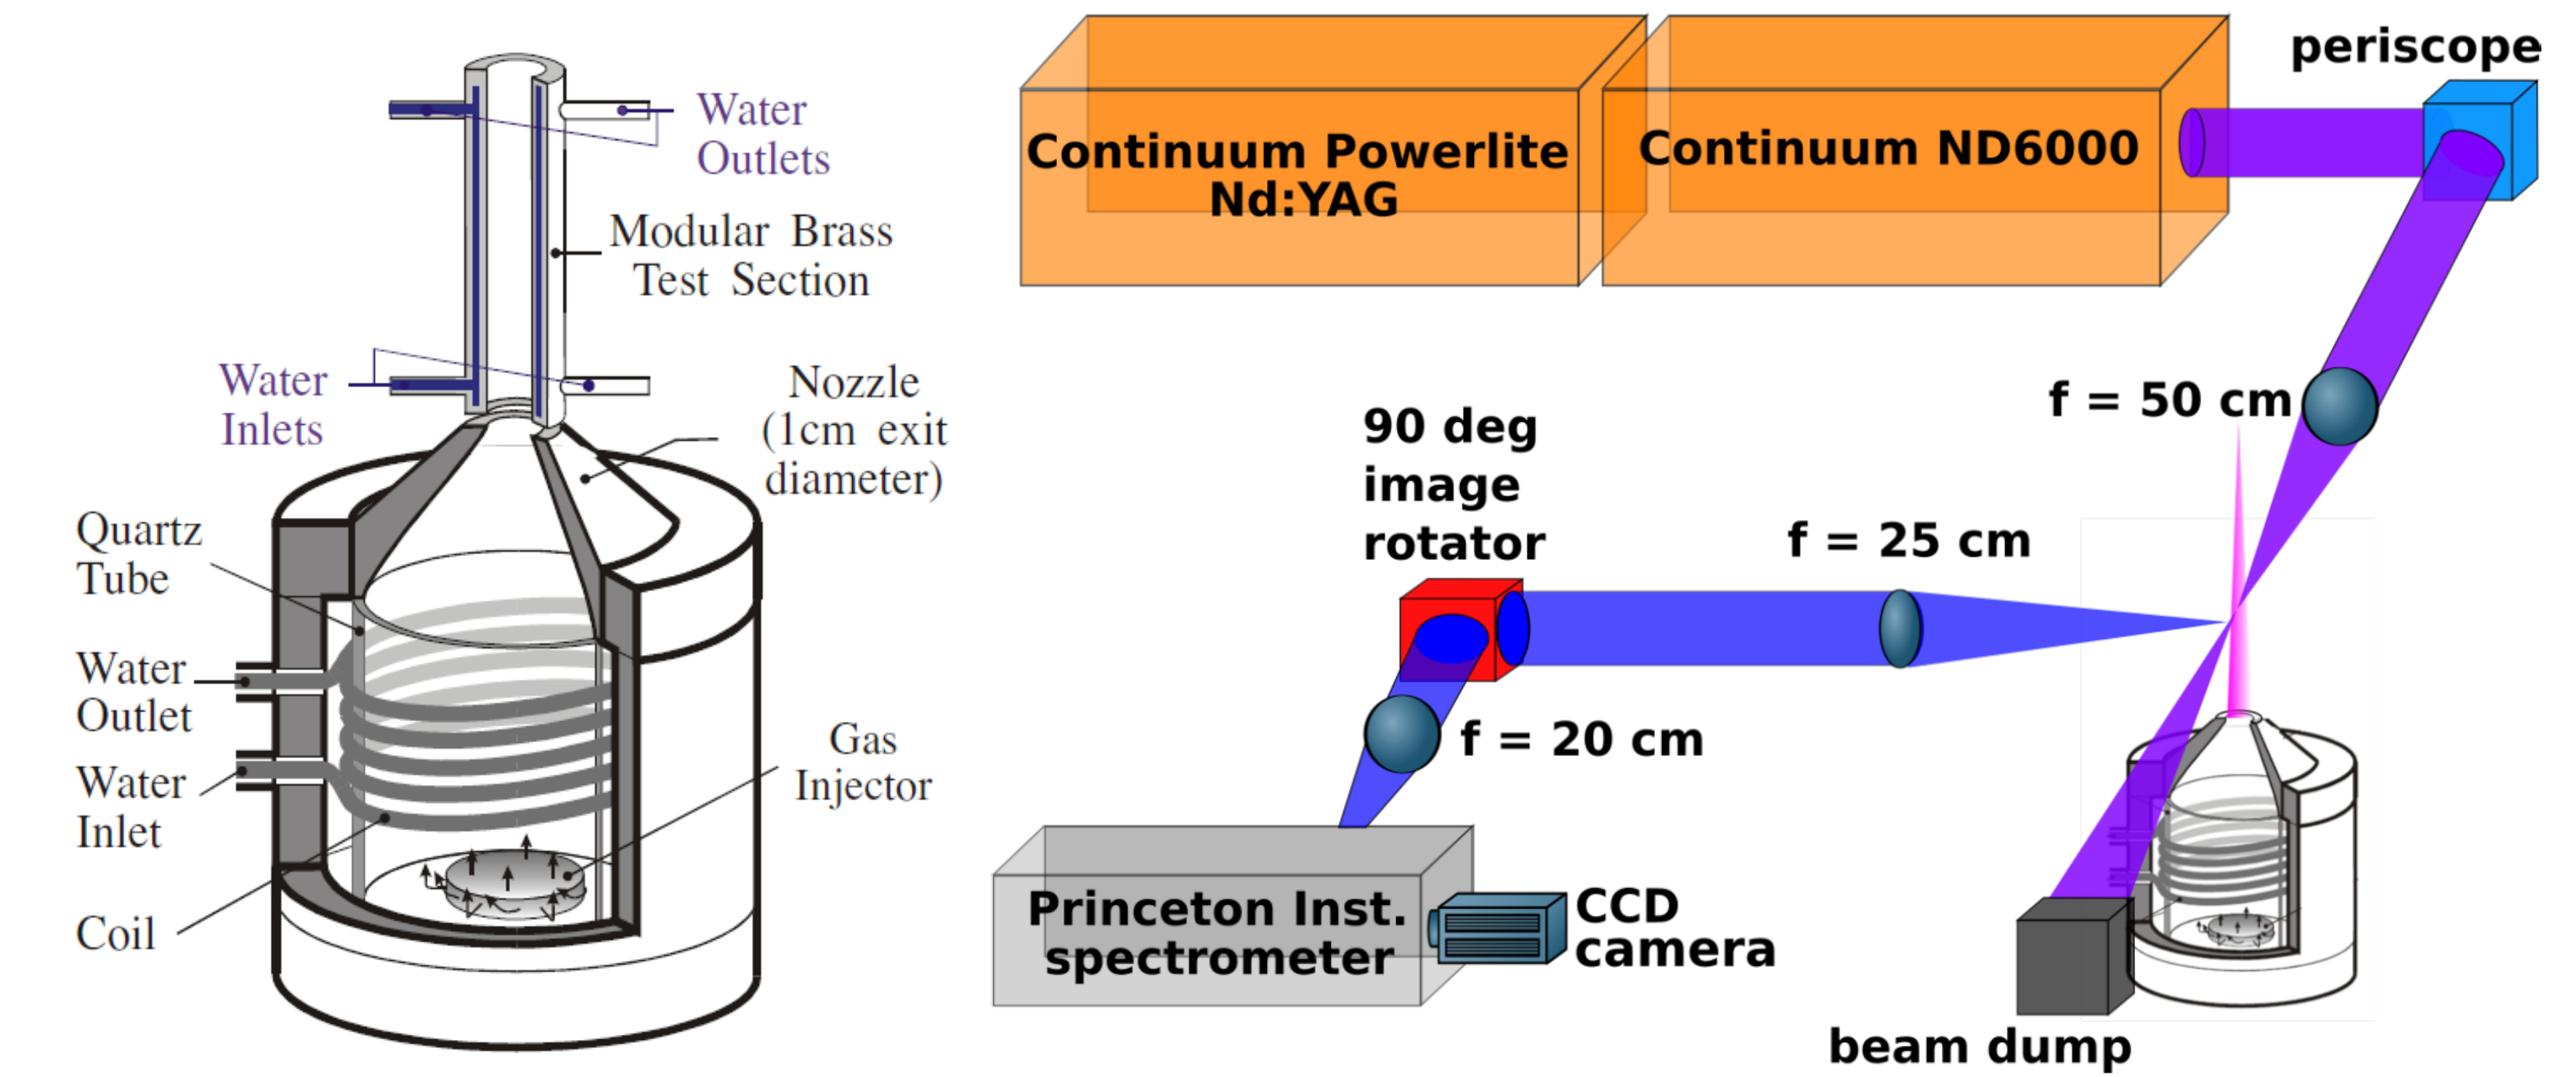 Water
Outlets
Modular Brass
Test Section
Water
Inlets
Nozzle
(1cm exit
diameter)
Quartz
Tube
Water
Outlet
Water
Inlet
Coil
Gas
Injector
Continuum Powerlite
Nd:YAG
Continuum ND6000
periscope
f = 50 cm
90 deg
image
rotator
f = 25 cm
f = 20 cm
Princeton Inst.
spectrometer
CCD
camera
beam dump